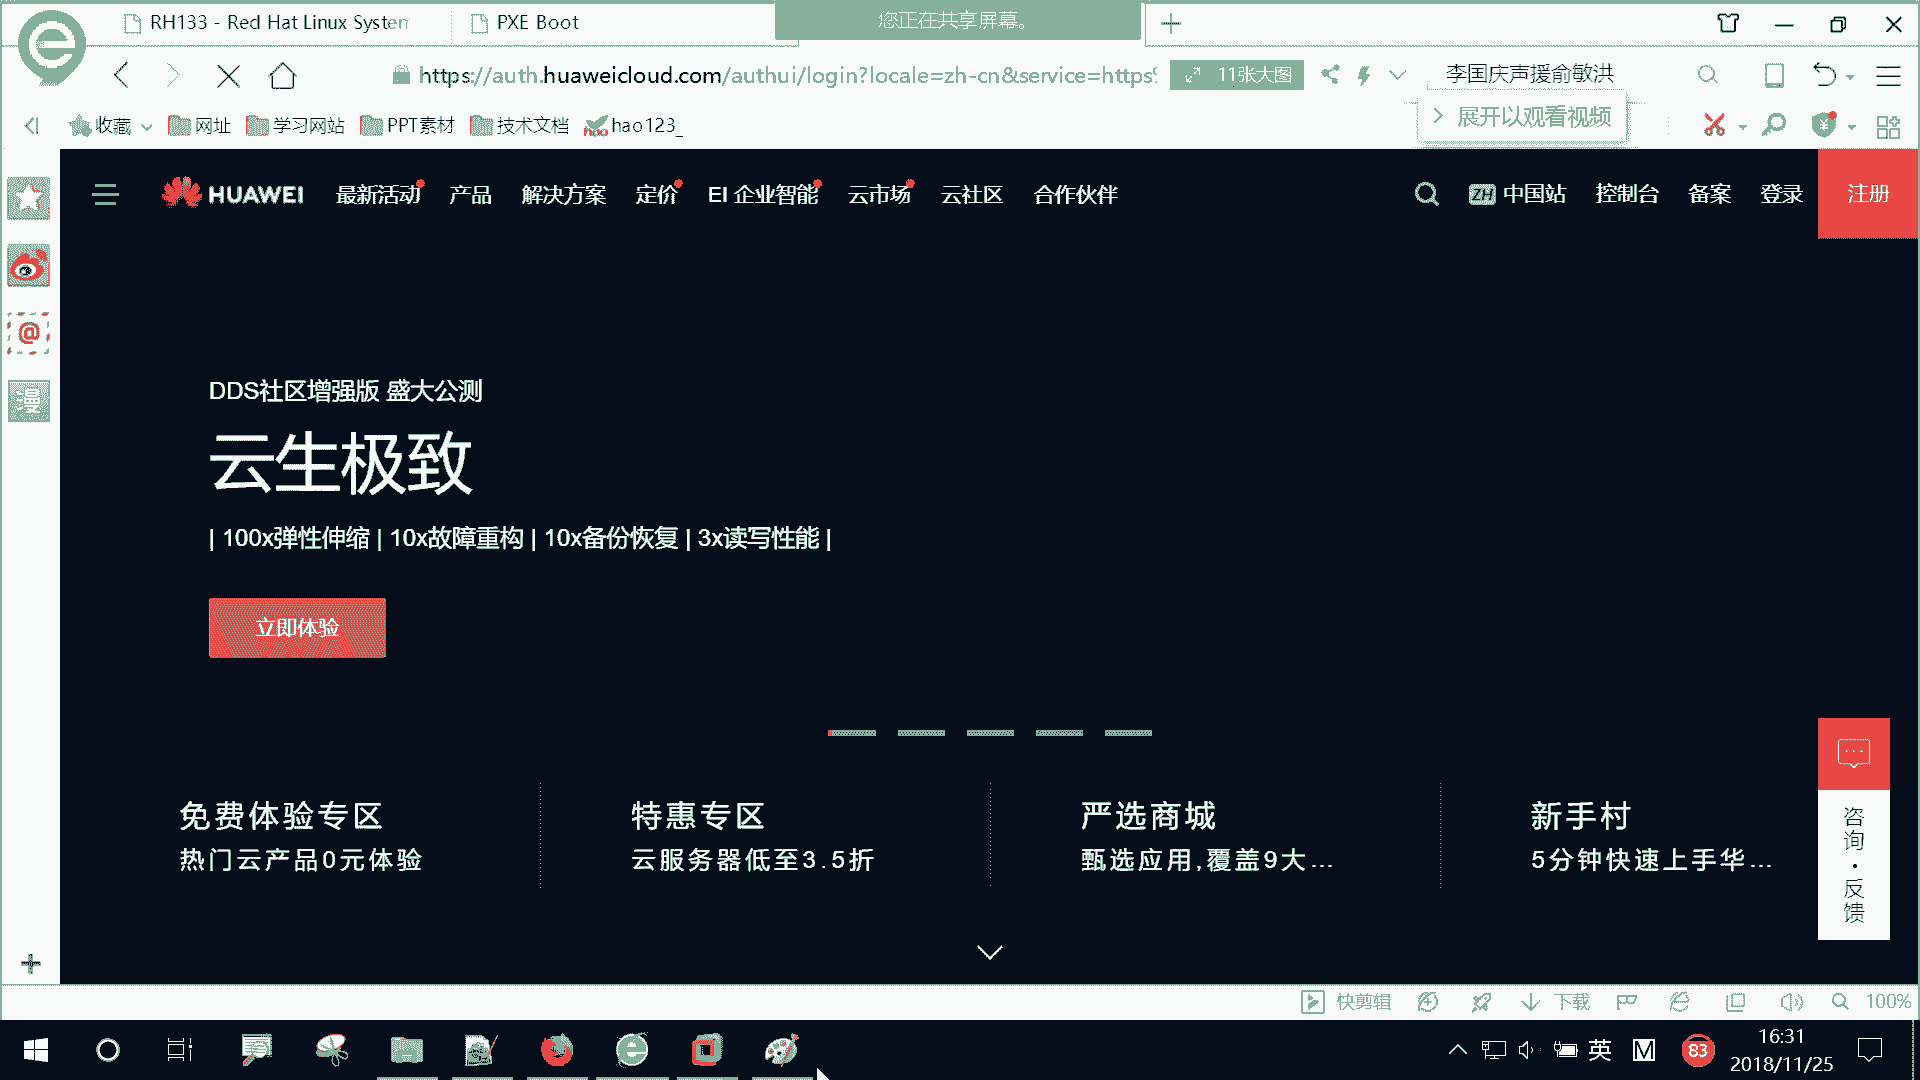 RH133 - Red Hat Linux System
PXE Boot
您正在共享屏幕。
https://auth.huaweicloud.com/authui/login?locale=zh-cn&service=https%
11张大图
李国庆声援俞敏洪
展开以观看视频
收藏
网址
学习网站
PPT素材
技术文档
hao123_
HUAWEI
最新活动
产品
解决方案
定价
EI 企业智能
云市场
云社区
合作伙伴
ZH 中国站
控制台
备案
登录
注册
@
漫
DDS社区增强版 盛大公测
云生极致
| 100x弹性伸缩 | 10x故障重构 | 10x备份恢复 | 3x读写性能 |
立即体验
免费体验专区
热门云产品0元体验
特惠专区
云服务器低至3.5折
严选商城
甄选应用,覆盖9大...
新手村
5分钟快速上手华...
咨询·反馈
快剪辑
下载
100%
英
M
83
16:31
2018/11/25